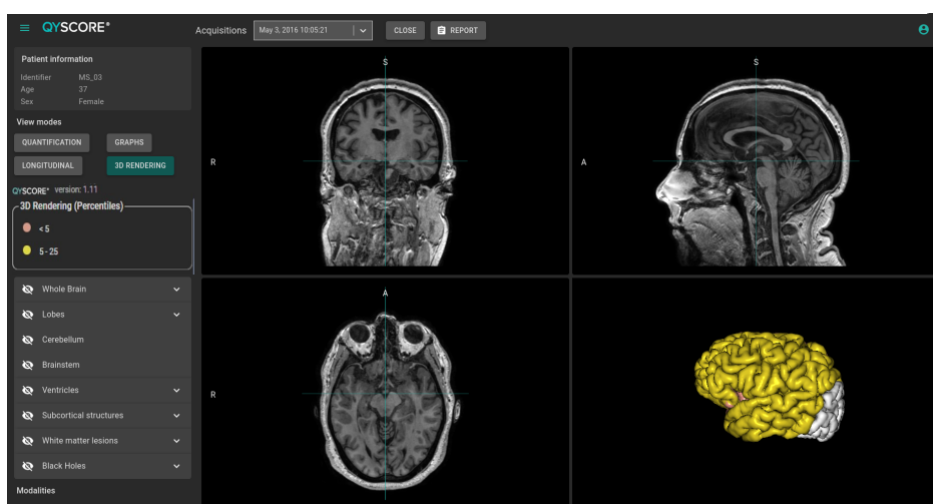 QYSCORE®
Acquisitions
May 3, 2016 10:05:21
CLOSE
REPORT
Patient information
Identifier MS_03
Age 37
Sex Female
View modes
QUANTIFICATION
GRAPHS
LONGITUDINAL
3D RENDERING
QYSCORE® version: 1.11
3D Rendering (Percentiles)
< 5
5 - 25
Whole Brain
Lobes
Cerebellum
Brainstem
Ventricles
Subcortical structures
White matter lesions
Black Holes
Modalities
S
R
S
A
A
R